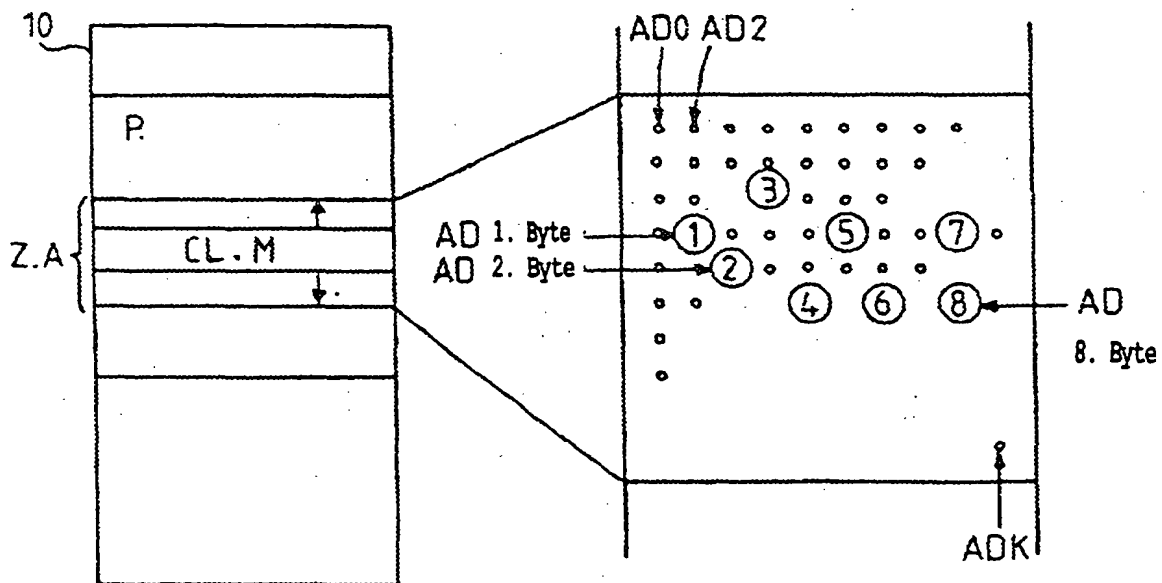 10
AD0 AD2
P.
3
Z.A
CL.M
AD 1. Byte
1
5
7
AD 2. Byte
2
4
6
8
AD
8. Byte
ADK